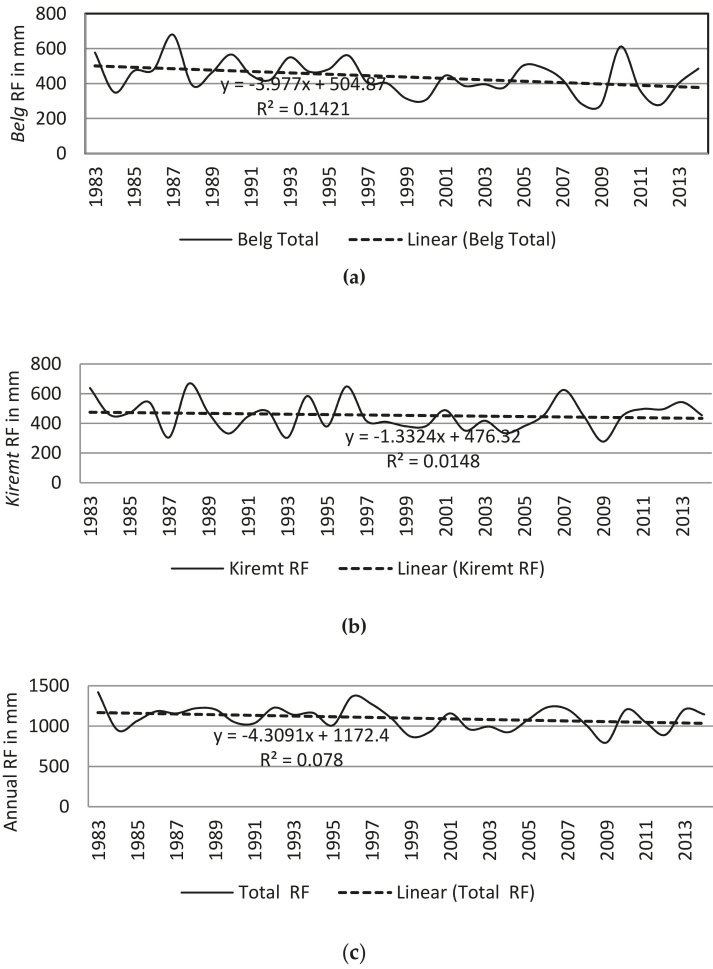 800
600
400
200
0
Belg RF in mm
y = -3.977x + 504.87
R² = 0.1421
1983 1985 1987 1989 1991 1993 1995 1997 1999 2001 2003 2005 2007 2009 2011 2013
Belg Total Linear (Belg Total)
(a)
800
600
400
200
0
Kiremt RF in mm
y = -1.3324x + 476.32
R² = 0.0148
1983 1985 1987 1989 1991 1993 1995 1997 1999 2001 2003 2005 2007 2009 2011 2013
Kiremt RF Linear (Kiremt RF)
(b)
1500
1000
500
0
Annual RF in mm
y = -4.3091x + 1172.4
R² = 0.078
1983 1985 1987 1989 1991 1993 1995 1997 1999 2001 2003 2005 2007 2009 2011 2013
Total RF Linear (Total RF)
(c)